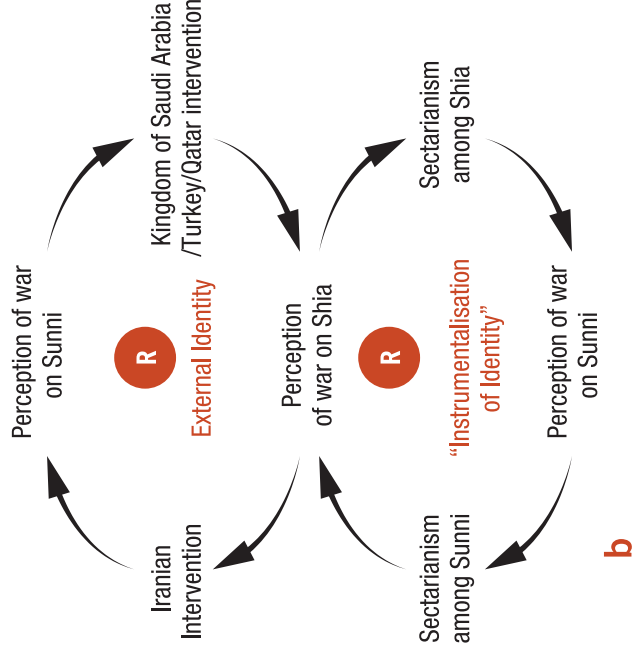 Perception of war
on Sunni
Kingdom of Saudi Arabia
/Turkey/Qatar intervention
R
External Identity
Iranian
Intervention
Perception
of war on Shia
Sectarianism
among Shia
R
“Instrumentalisation
of Identity”
Sectarianism
among Sunni
Perception of war
on Sunni
b